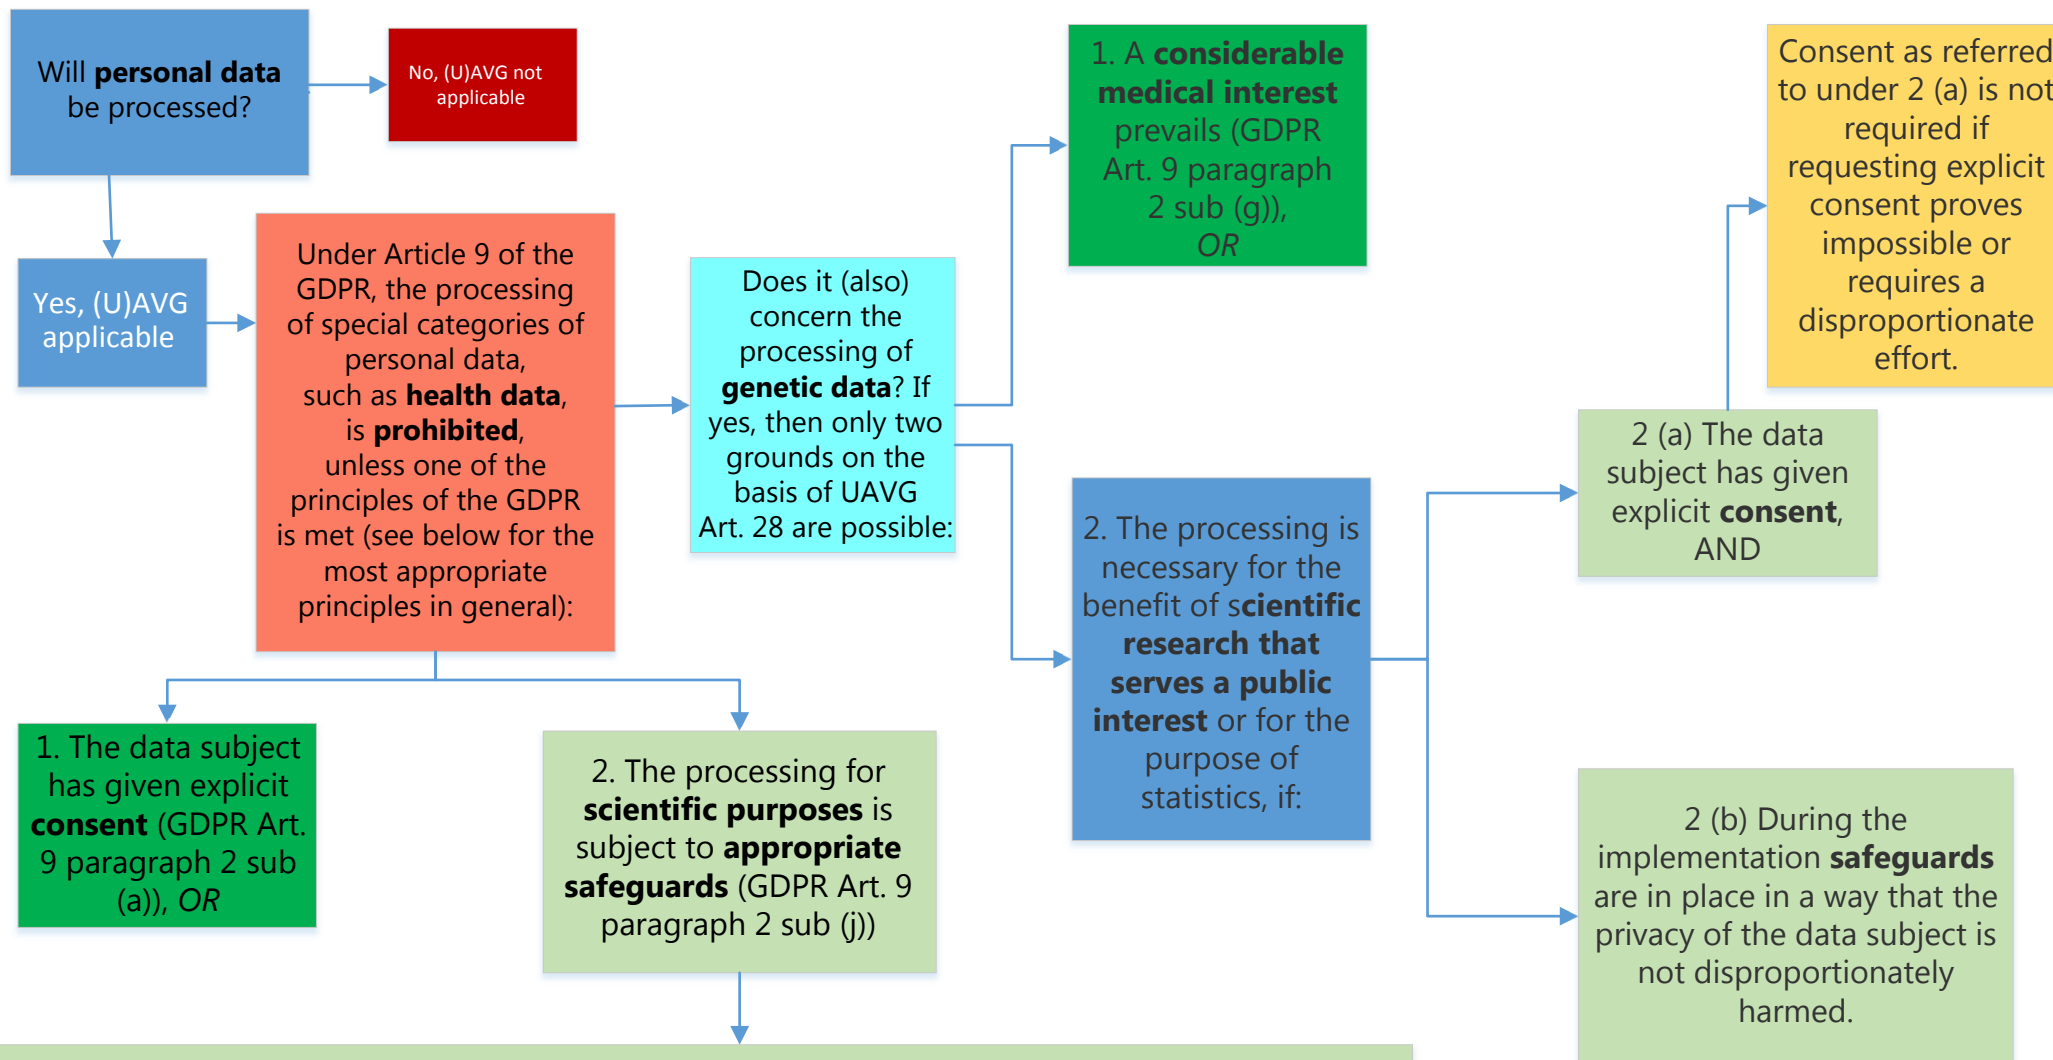 Will personal data
be processed?
No, (U)AVG not
applicable
Yes, (U)AVG
applicable
Under Article 9 of the
GDPR, the processing
of special categories of
personal data,
such as health data,
is prohibited,
unless one of the
principles of the GDPR
is met (see below for the
most appropriate
principles in general):
1. The data subject
has given explicit
consent (GDPR Art.
9 paragraph 2 sub
(a)), OR
2. The processing for
scientific purposes is
subject to appropriate
safeguards (GDPR Art. 9
paragraph 2 sub (j))
Does it (also)
concern the
processing of
genetic data? If
yes, then only two
grounds on the
basis of UAVG
Art. 28 are possible:
1. A considerable
medical interest
prevails (GDPR
Art. 9 paragraph
2 sub (g)),
OR
2. The processing is
necessary for the
benefit of scientific
research that
serves a public
interest or for the
purpose of
statistics, if:
2 (a) The data
subject has given
explicit consent,
AND
Consent as referred
to under 2 (a) is not
required if
requesting explicit
consent proves
impossible or
requires a
disproportionate
effort.
2 (b) During the
implementation safeguards
are in place in a way that the
privacy of the data subject is
not disproportionately
harmed.